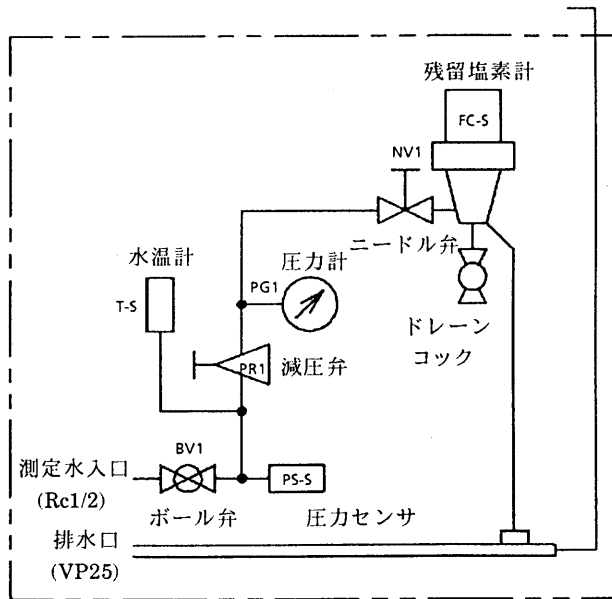 残留塩素計
FC-S
NV1
ニードル弁
水温計
圧力計
T-S
PG1
ドレーン
コック
PR1
減圧弁
BV1
測定水入口
(Rc1/2)
PS-S
ボール弁
圧力センサ
排水口
(VP25)